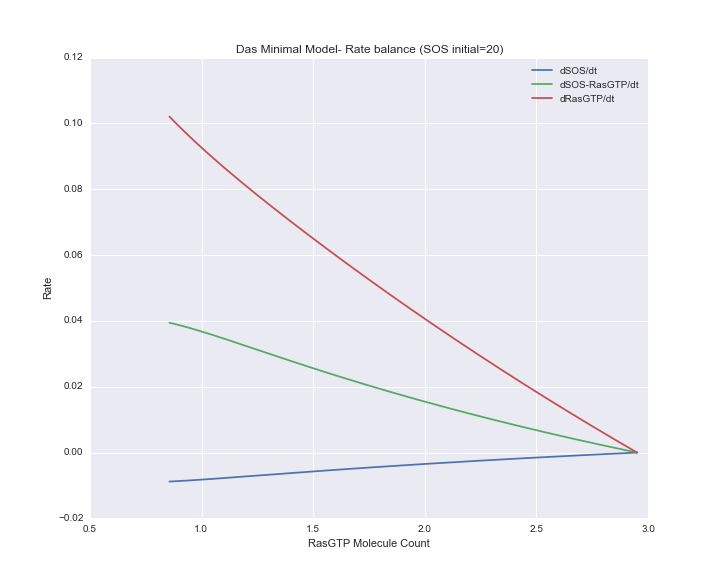 Das Minimal Model- Rate balance (SOS initial=20)
0.12
0.10
0.08
0.06
0.04
0.02
0.00
−0.02
Rate
dSOS/dt
dSOS-RasGTP/dt
dRasGTP/dt
0.5 1.0 1.5 2.0 2.5 3.0
RasGTP Molecule Count